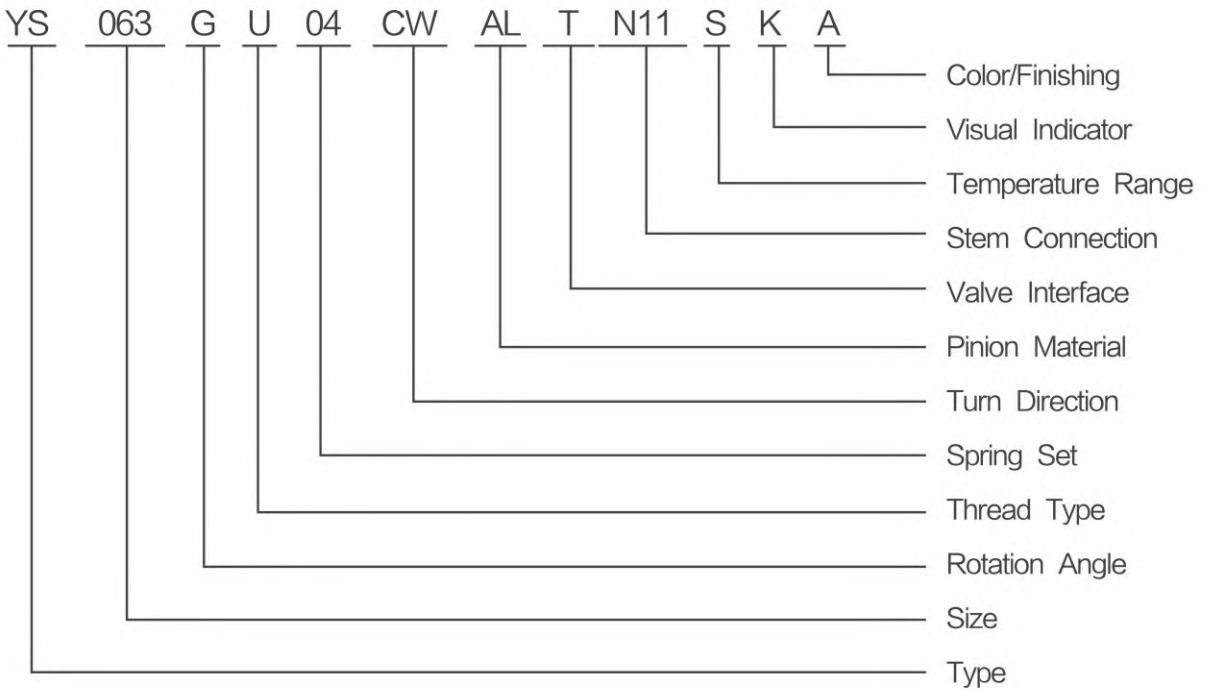 YS 063 G U 04 CW AL T N11 S K A
Color/Finishing
Visual Indicator
Temperature Range
Stem Connection
Valve Interface
Pinion Material
Turn Direction
Spring Set
Thread Type
Rotation Angle
Size
Type